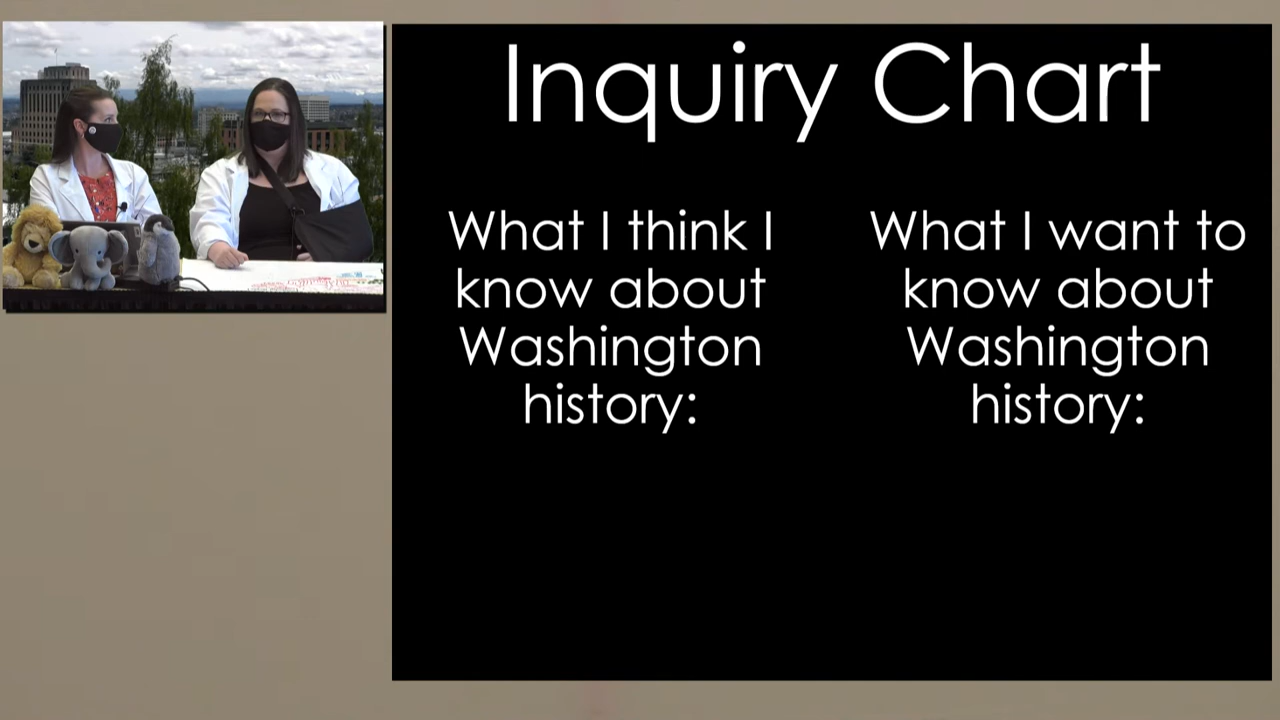 Inquiry Chart
What I think I
know about
Washington
history:
What I want to
know about
Washington
history: